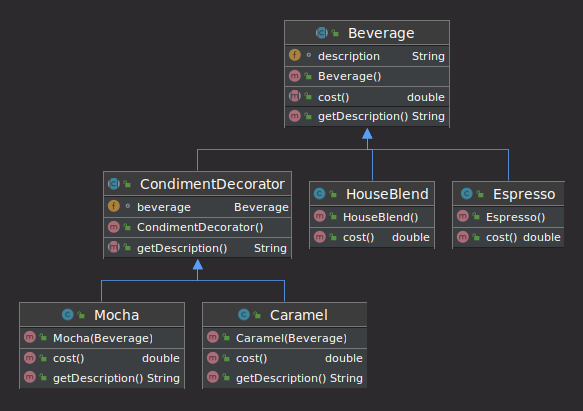 Beverage
description String
Beverage()
cost() double
getDescription() String
CondimentDecorator
beverage Beverage
CondimentDecorator()
getDescription() String
HouseBlend
HouseBlend()
cost() double
Espresso
Espresso()
cost() double
Mocha
Mocha(Beverage)
cost() double
getDescription() String
Caramel
Caramel(Beverage)
cost() double
getDescription() String